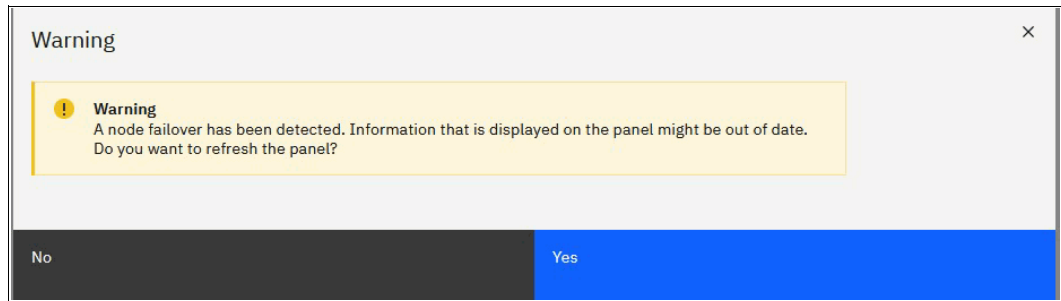 Warning
Warning
A node failover has been detected. Information that is displayed on the panel might be out of date.
Do you want to refresh the panel?
No
Yes